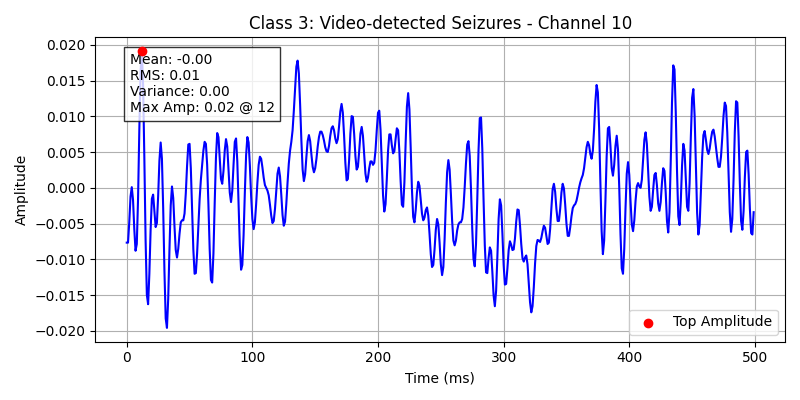 Class 3: Video-detected Seizures - Channel 10
Amplitude
0.020
0.015
0.010
0.005
0.000
−0.005
−0.010
−0.015
−0.020
Mean: -0.00
RMS: 0.01
Variance: 0.00
Max Amp: 0.02 @ 12
Top Amplitude
0 100 200 300 400 500
Time (ms)